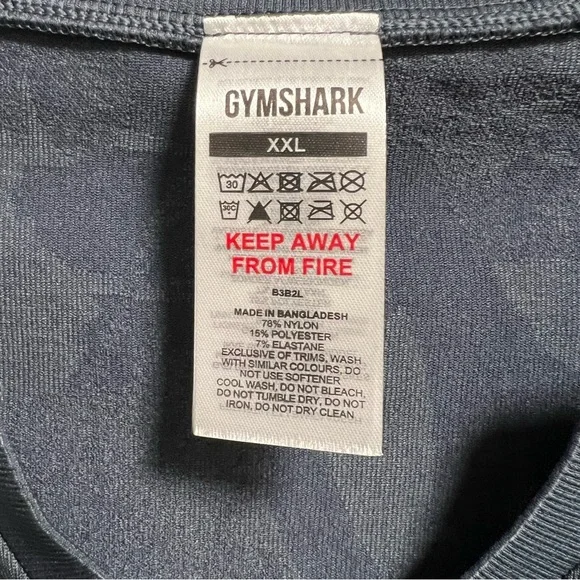 GYMSHARK
XXL
30
30C
KEEP AWAY
FROM FIRE
B3B2L
MADE IN BANGLADESH
78% NYLON
15% POLYESTER
7% ELASTANE
EXCLUSIVE OF TRIMS, WASH
WITH SIMILAR COLOURS, DO
NOT USE SOFTENER
COOL WASH, DO NOT BLEACH,
DO NOT TUMBLE DRY, DO NOT
IRON, DO NOT DRY CLEAN